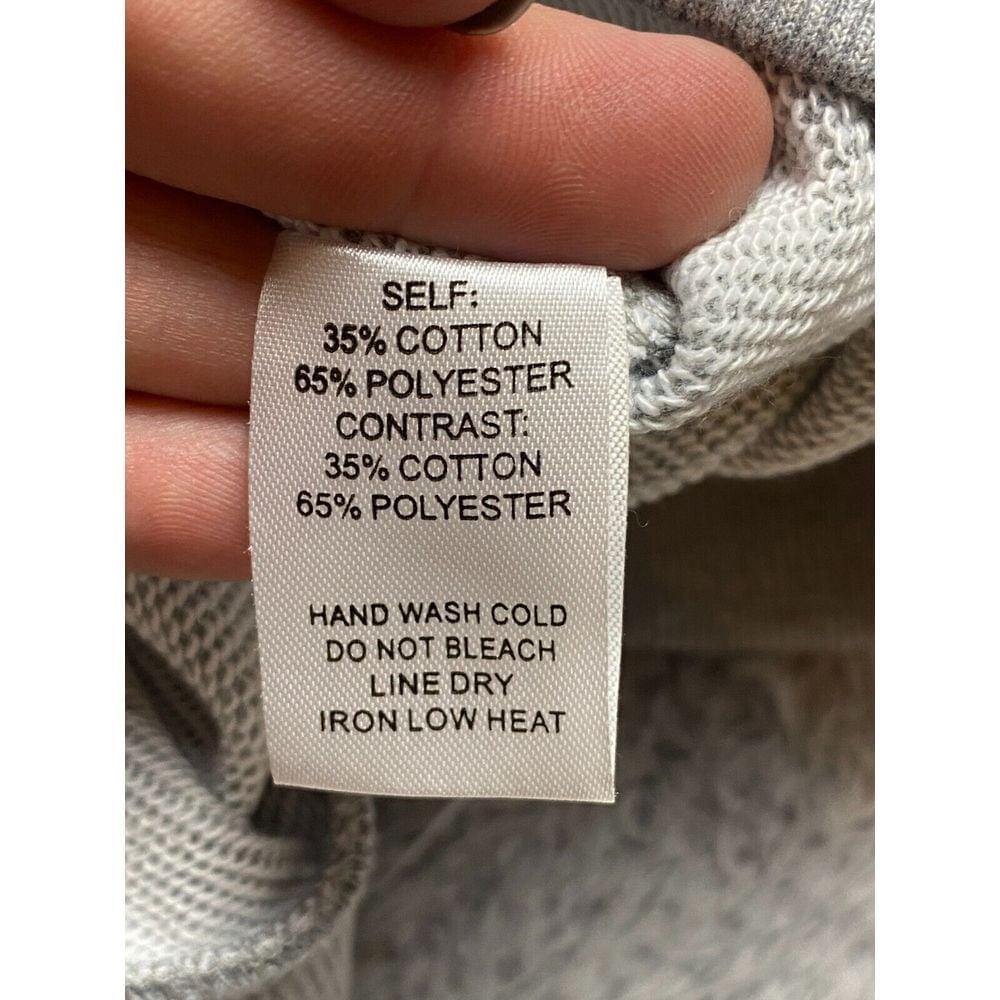 SELF:
35% COTTON
65% POLYESTER
CONTRAST:
35% COTTON
65% POLYESTER
HAND WASH COLD
DO NOT BLEACH
LINE DRY
IRON LOW HEAT